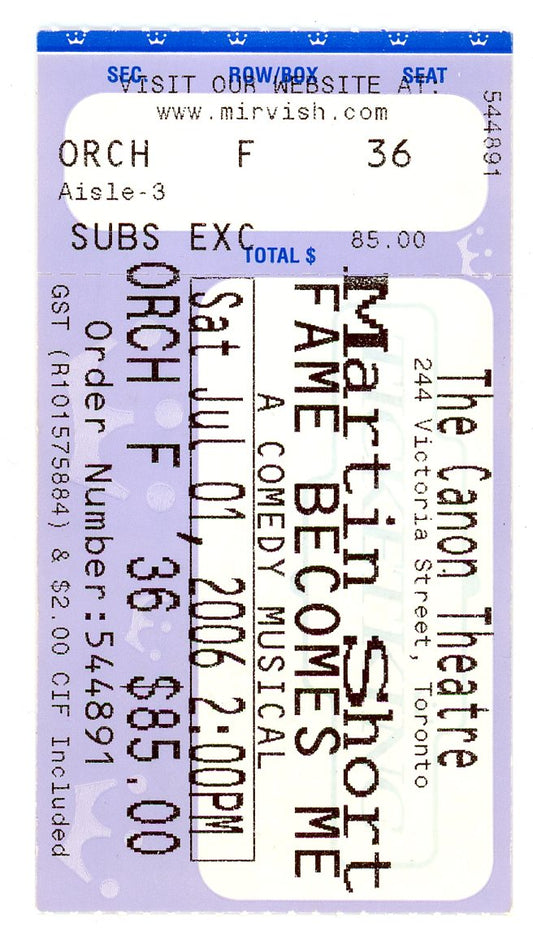 SEC ROW/BOX SEAT
VISIT OUR WEBSITE AT:
www.mirvish.com
ORCH F 36
Aisle-3
SUBS EXC 85.00
TOTAL $
544891
The Canon Theatre
244 Victoria Street, Toronto
Martin Short
FAME BECOMES ME
A COMEDY MUSICAL
Sat Jul 01, 2006 2:00PM
ORCH F 36 $85.00
Order Number:544891
GST (R101575884) & $2.00 CIF Included
TICKETKING